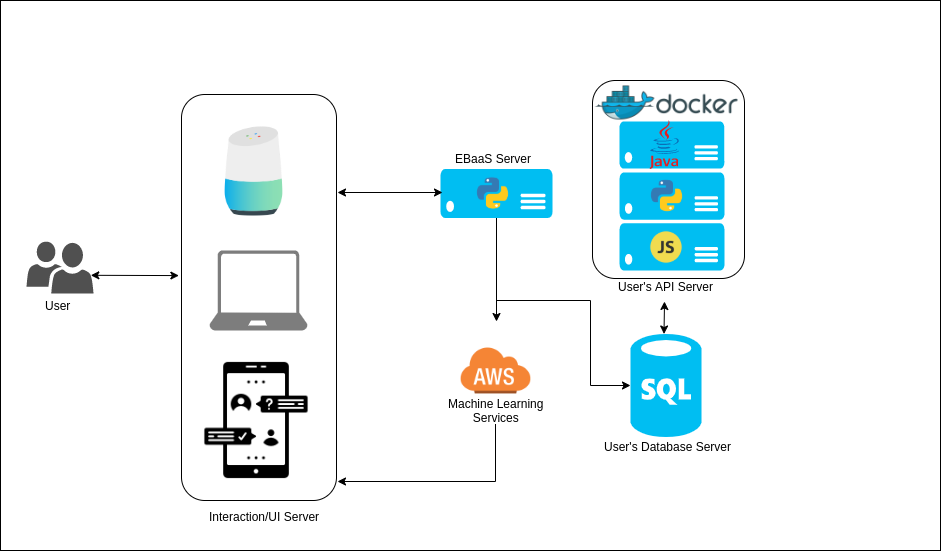 docker
Java
JS
EBaaS Server
User's API Server
User
?
AWS
Machine Learning
Services
SQL
User's Database Server
Interaction/UI Server